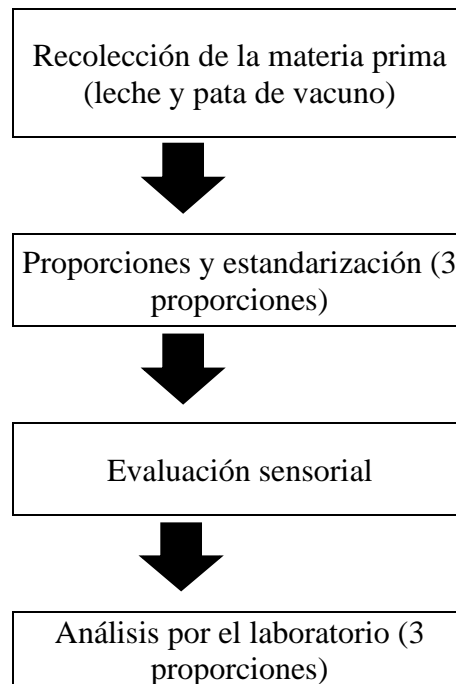 Recolección de la materia prima
(leche y pata de vacuno)
Proporciones y estandarización (3
proporciones)
Evaluación sensorial
Análisis por el laboratorio (3
proporciones)